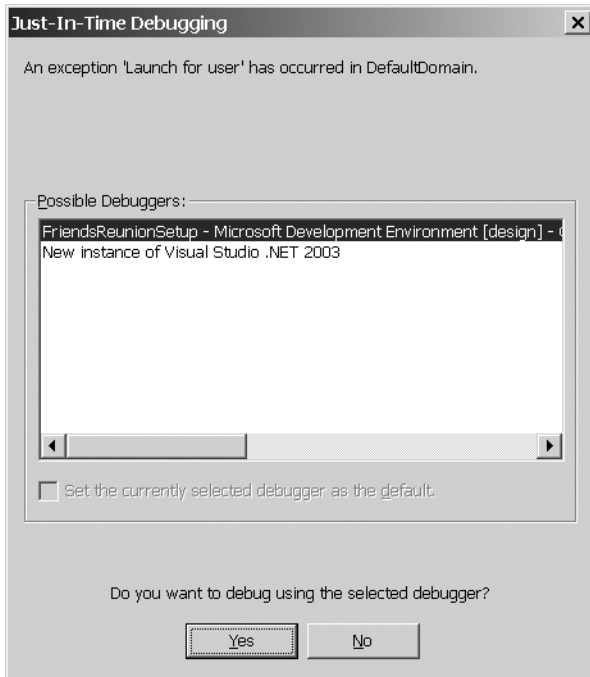 Just-In-Time Debugging
An exception 'Launch for user' has occurred in DefaultDomain.
Possible Debuggers:
FriendsReunionSetup - Microsoft Development Environment [design] -
New instance of Visual Studio .NET 2003
Set the currently selected debugger as the default.
Do you want to debug using the selected debugger?
Yes No